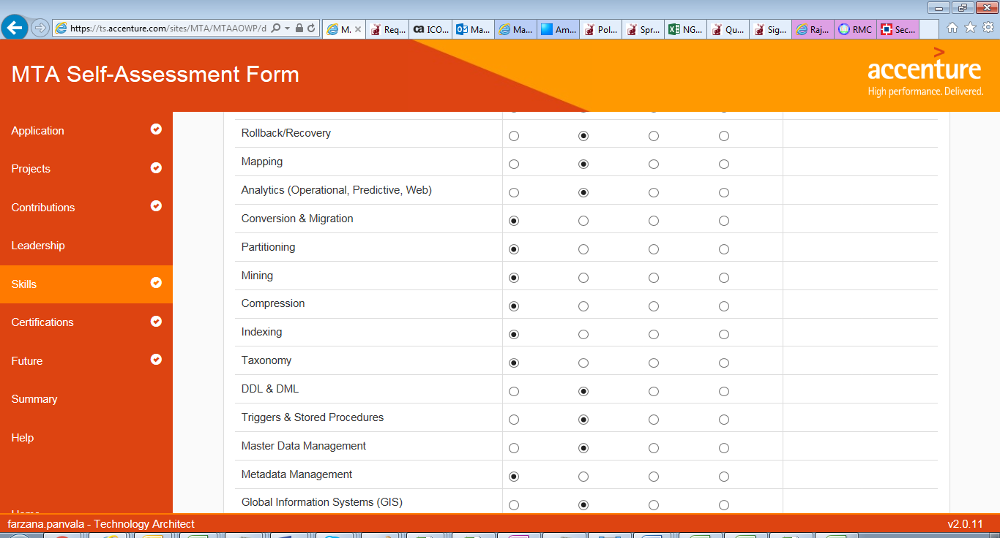 https://ts.accenture.com/sites/MTA/MTAAOWP/d
M...
Req...
ca ICO...
Ma...
Ma...
Am...
Pol...
Spr...
NG...
Qu...
Sig...
Raj...
RMC
Sec...
MTA Self-Assessment Form
>
accenture
High performance. Delivered.
Application
Projects
Contributions
Leadership
Skills
Certifications
Future
Summary
Help
Rollback/Recovery
Mapping
Analytics (Operational, Predictive, Web)
Conversion & Migration
Partitioning
Mining
Compression
Indexing
Taxonomy
DDL & DML
Triggers & Stored Procedures
Master Data Management
Metadata Management
Global Information Systems (GIS)
farzana.panvala - Technology Architect
v2.0.11